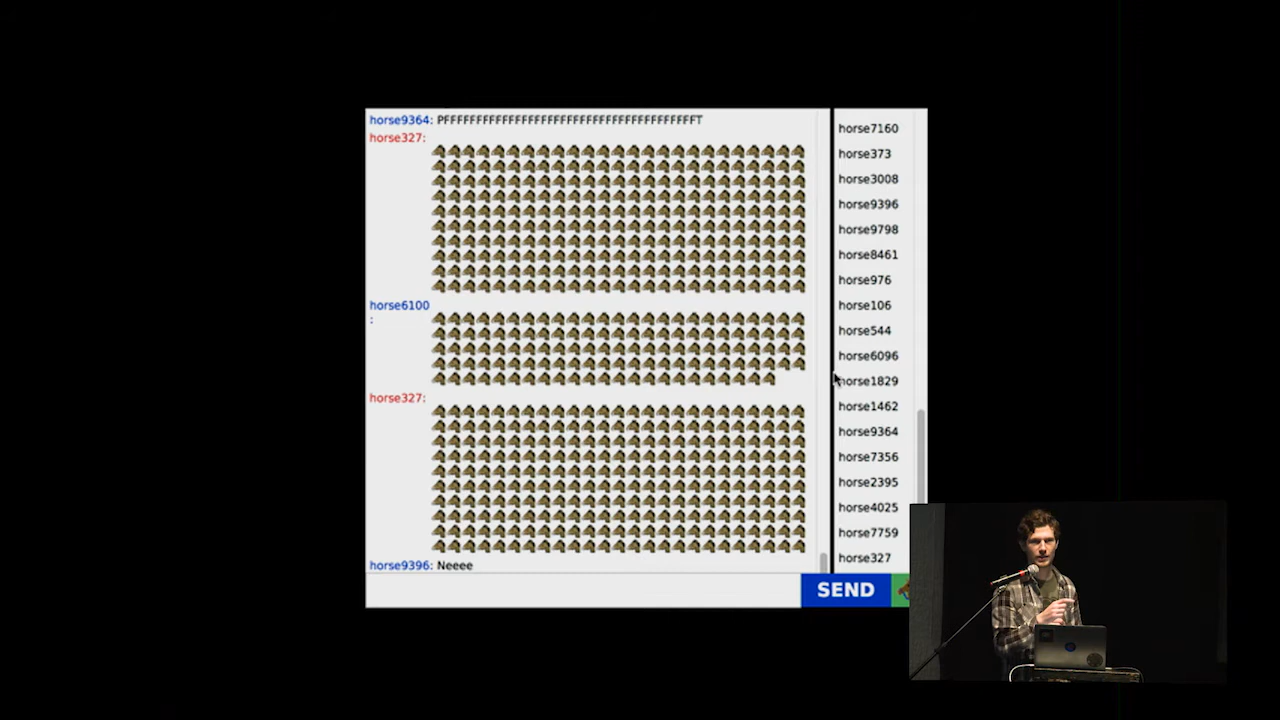 horse9364: PFFFFFFFFFFFFFFFFFFFFFFFFFFFFFFFFFFFFFFFT
horse327:
horse6100
:
horse327:
horse9396: Neeee
SEND
horse7160
horse373
horse3008
horse9396
horse9798
horse8461
horse976
horse106
horse544
horse6096
horse1829
horse1462
horse9364
horse7356
horse2395
horse4025
horse7759
horse327